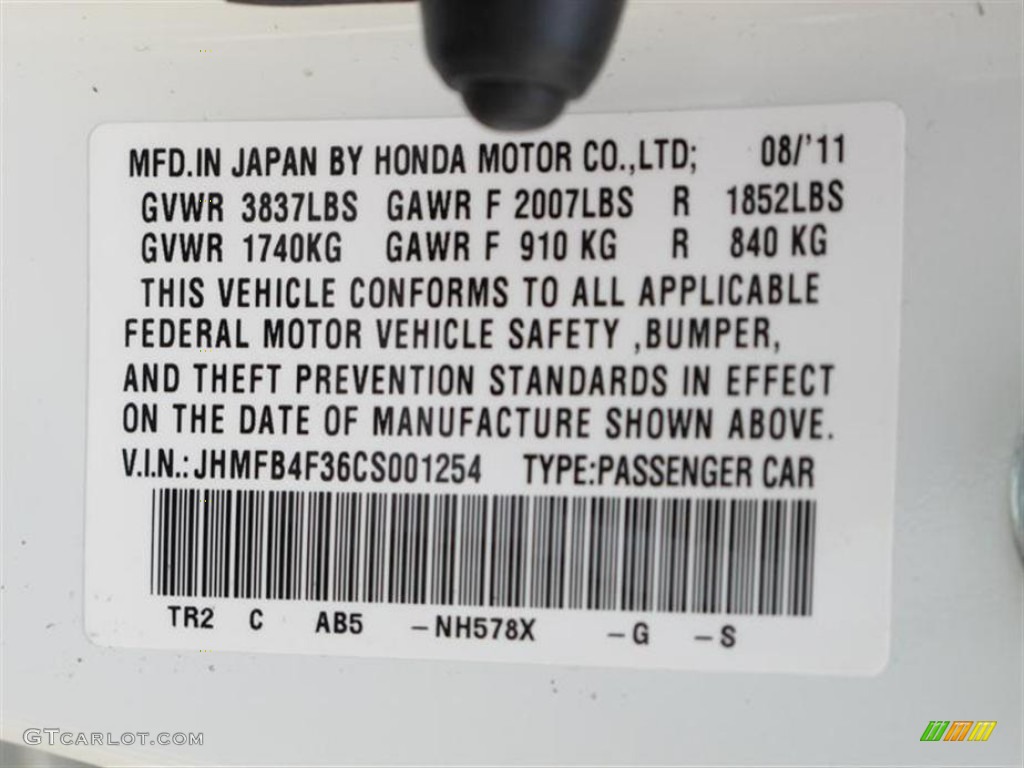 MFD.IN JAPAN BY HONDA MOTOR CO.,LTD; 08/'11
GVWR 3837LBS GAWR F 2007LBS R 1852LBS
GVWR 1740KG GAWR F 910 KG R 840 KG
THIS VEHICLE CONFORMS TO ALL APPLICABLE
FEDERAL MOTOR VEHICLE SAFETY ,BUMPER,
AND THEFT PREVENTION STANDARDS IN EFFECT
ON THE DATE OF MANUFACTURE SHOWN ABOVE.
V.I.N.: JHMFB4F36CS001254 TYPE:PASSENGER CAR
TR2 C AB5 –NH578X –G –S
GTCARLOT.COM